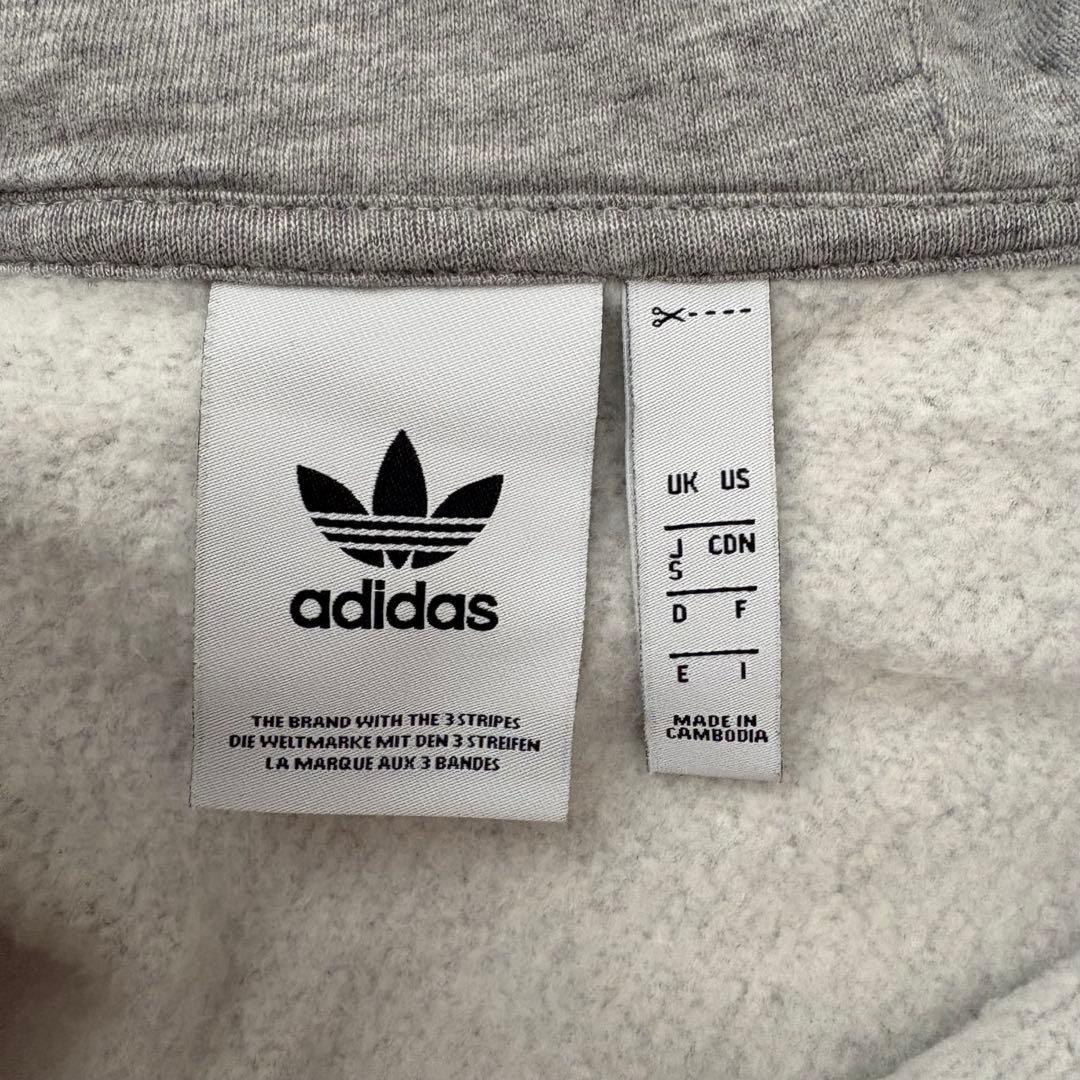 adidas
THE BRAND WITH THE 3 STRIPES
DIE WELTMARKE MIT DEN 3 STREIFEN
LA MARQUE AUX 3 BANDES
UK US
J CDN
S
D F
E I
MADE IN
CAMBODIA